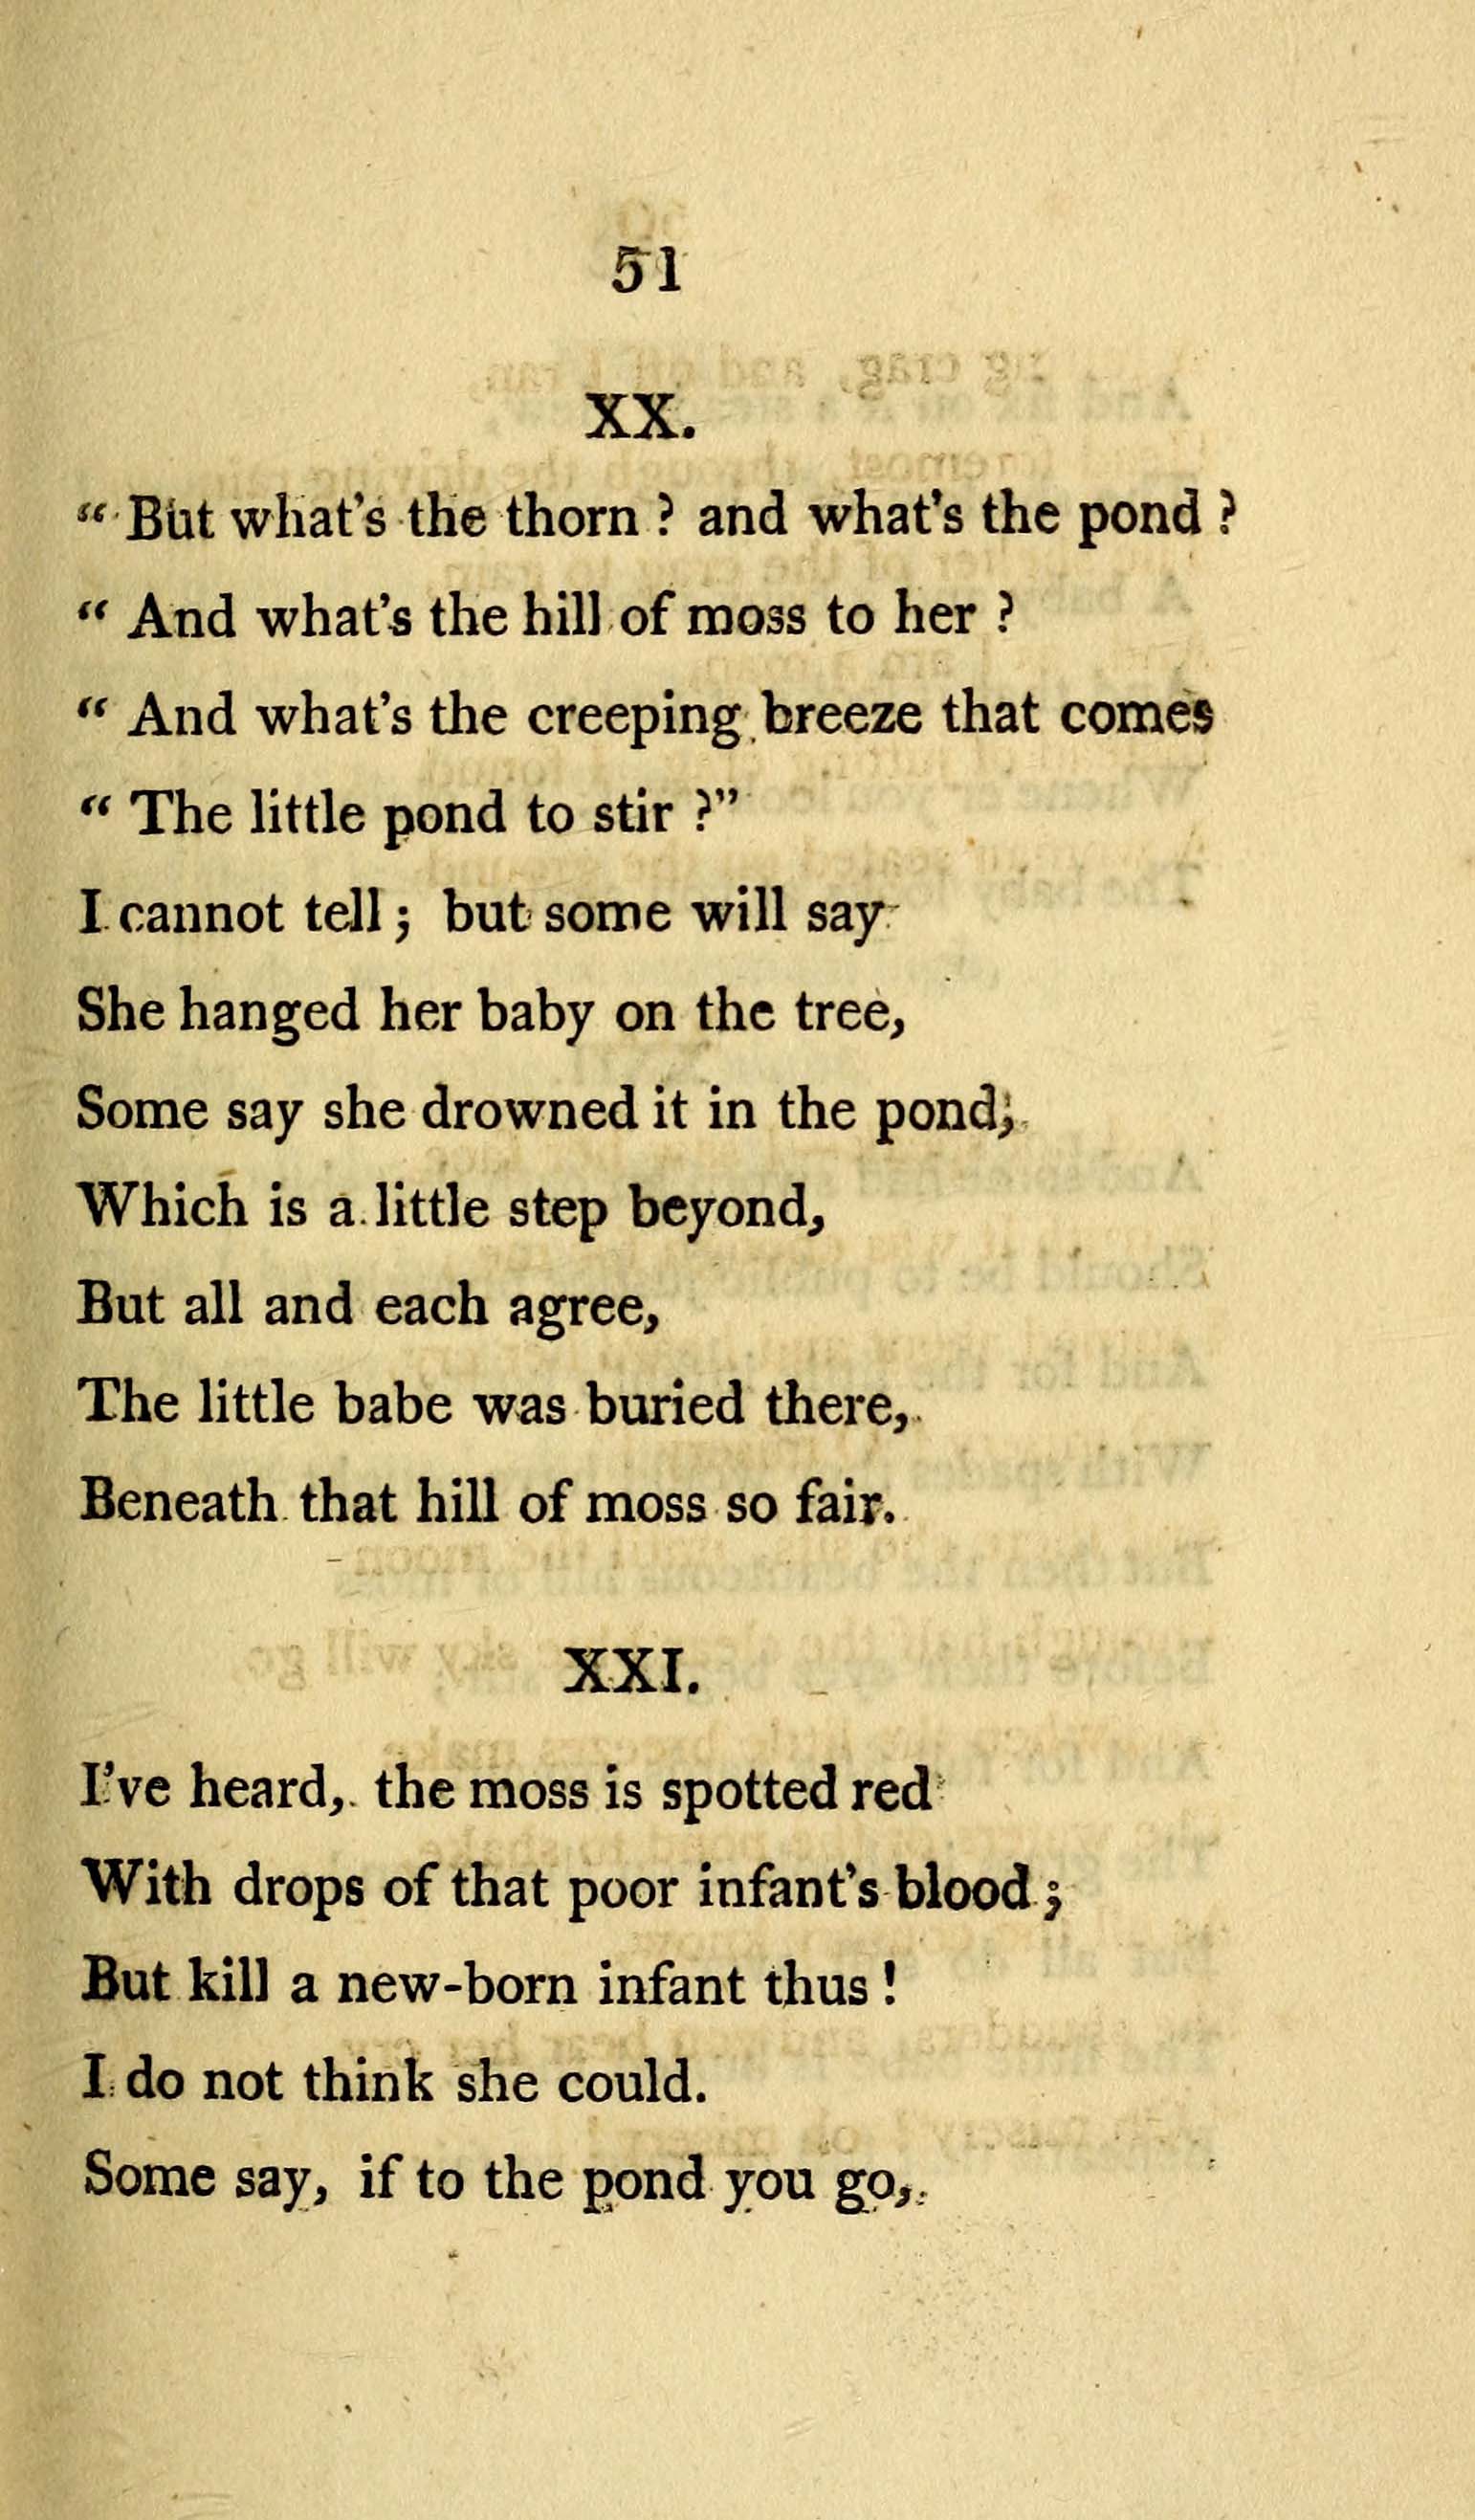 51
XX.
“ But what's the thorn ? and what's the pond ?
“ And what's the hill of moss to her ?
“ And what's the creeping breeze that comes
“ The little pond to stir ?”
I cannot tell ; but some will say
She hanged her baby on the tree,
Some say she drowned it in the pond,
Which is a little step beyond,
But all and each agree,
The little babe was buried there,
Beneath that hill of moss so fair.
XXI.
I've heard, the moss is spotted red
With drops of that poor infant's blood ;
But kill a new-born infant thus !
I do not think she could.
Some say, if to the pond you go,